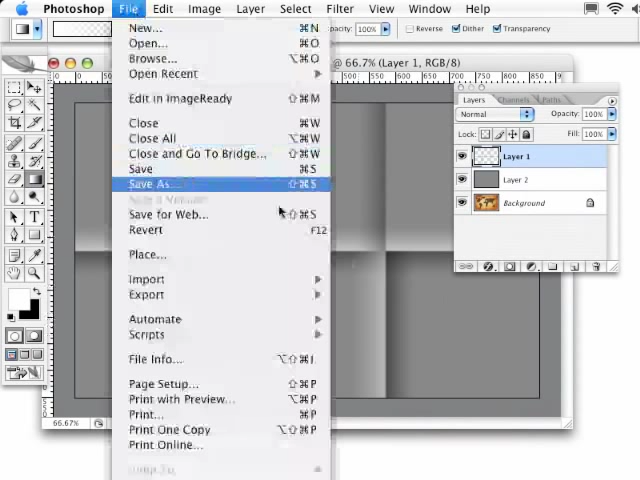 Photoshop File Edit Image Layer Select Filter View Window Help
Opacity: 100% Reverse Dither Transparency
@ 66.7% (Layer 1, RGB/8)
New... ⌘N
Open... ⌘O
Browse... ⌥⌘O
Open Recent
Edit in ImageReady ⇧⌘M
Close ⌘W
Close All ⌥⌘W
Close and Go To Bridge... ⇧⌘W
Save ⌘S
Save As... ⇧⌘S
Save for Web... ⌥⇧⌘S
Revert F12
Place...
Import
Export
Automate
Scripts
File Info... ⌥⇧⌘I
Page Setup... ⇧⌘P
Print with Preview... ⌥⌘P
Print... ⌘P
Print One Copy ⌥⇧⌘P
Print Online...
Jump To
Layers Channels Paths
Normal Opacity: 100%
Lock: Fill: 100%
Layer 1
Layer 2
Background
66.67%